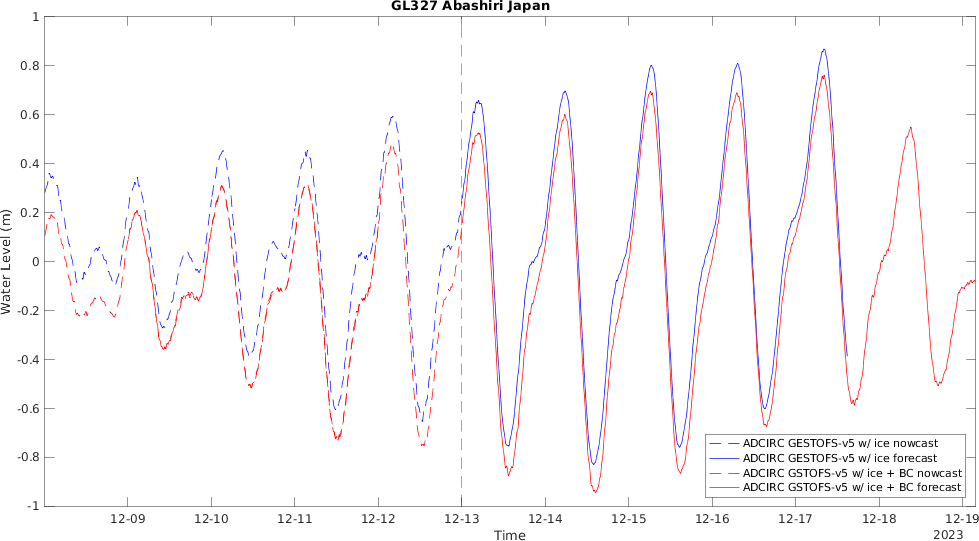 GL327 Abashiri Japan
1
0.8
0.6
0.4
0.2
0
-0.2
-0.4
-0.6
-0.8
-1
Water Level (m)
ADCIRC GESTOFS-v5 w/ ice nowcast
ADCIRC GESTOFS-v5 w/ ice forecast
ADCIRC GSTOFS-v5 w/ ice + BC nowcast
ADCIRC GSTOFS-v5 w/ ice + BC forecast
12-09 12-10 12-11 12-12 12-13 12-14 12-15 12-16 12-17 12-18 12-19
Time
2023